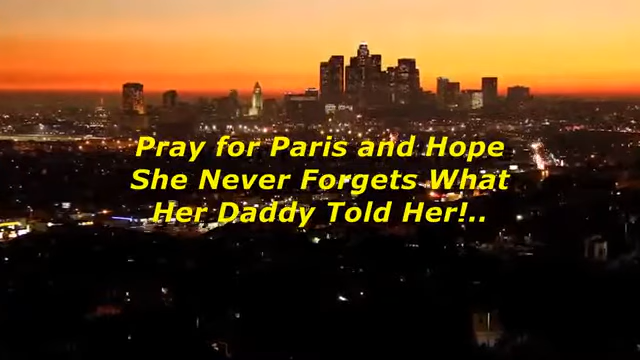 Pray for Paris and Hope
She Never Forgets What
Her Daddy Told Her!..